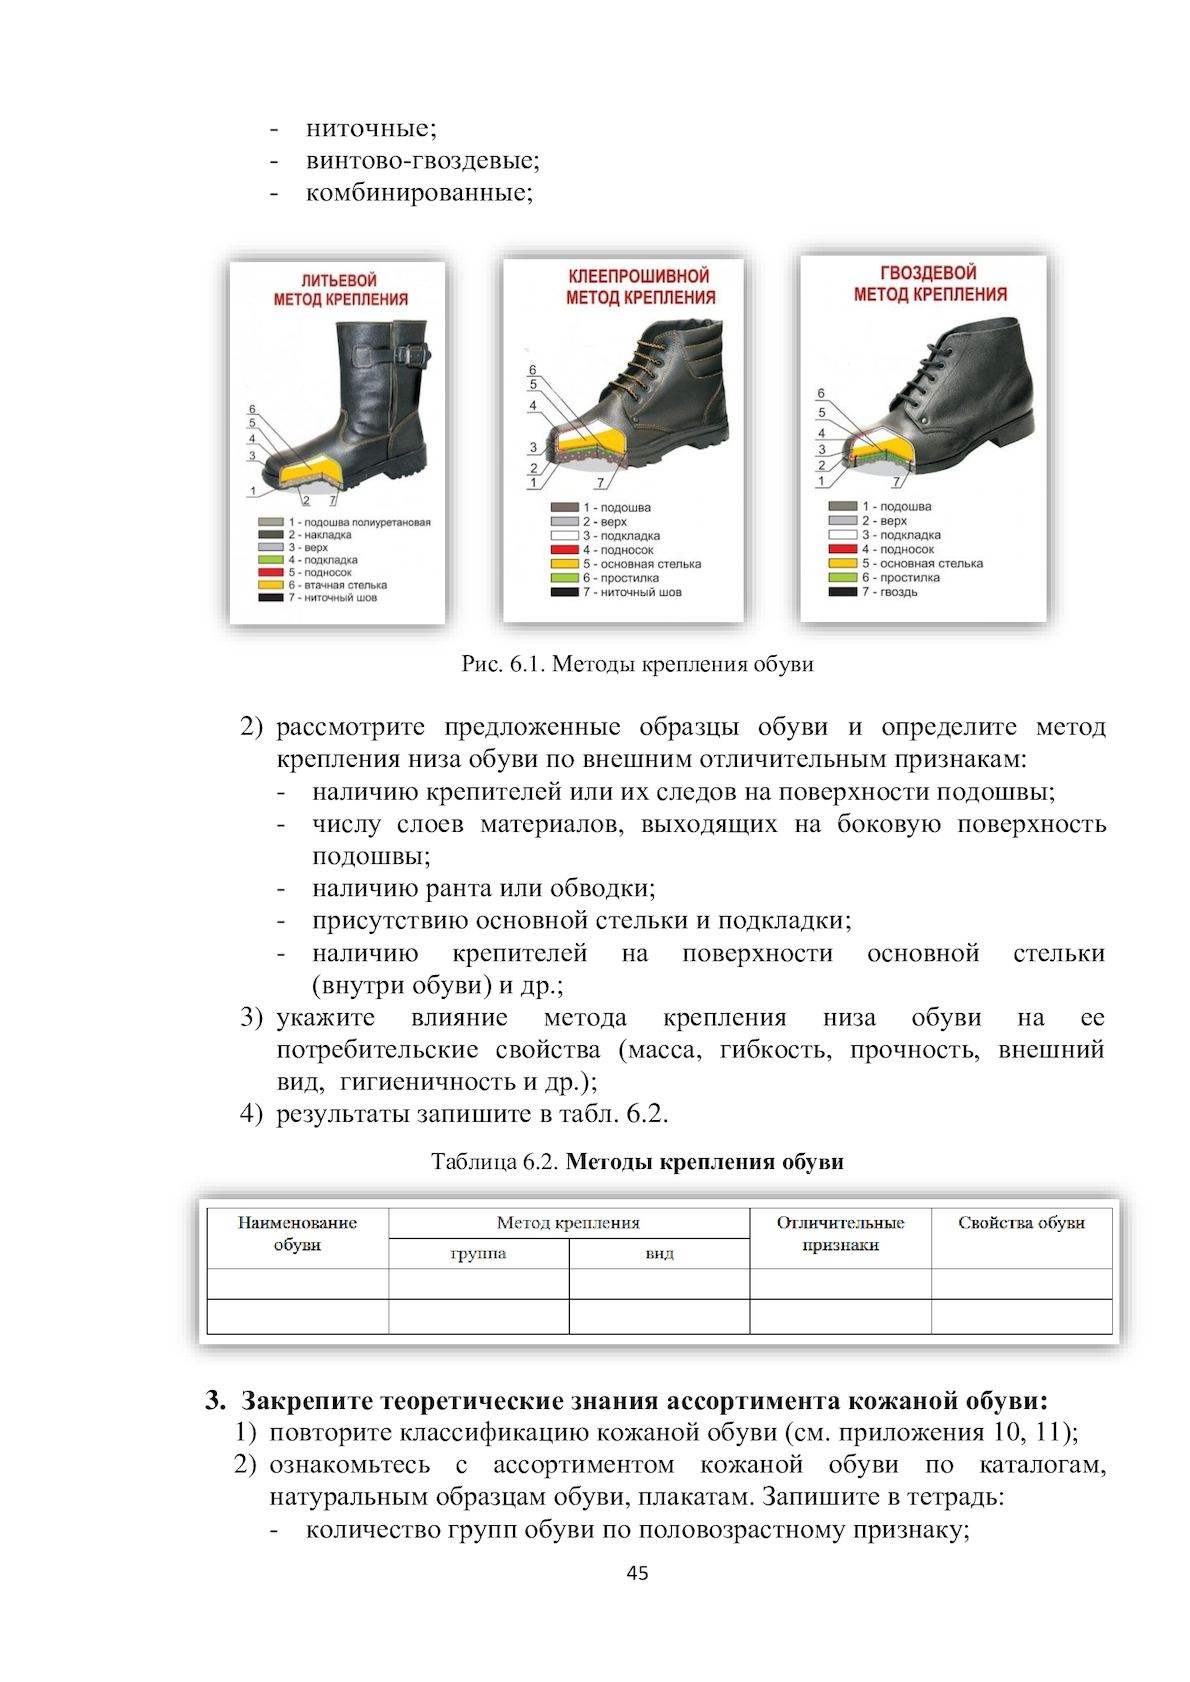 - ниточные;
- винтово-гвоздевые;
- комбинированные;
ЛИТЬЕВОЙ
МЕТОД КРЕПЛЕНИЯ
6
5
4
3
1
2
7
1 - подошва полиуретановая
2 - накладка
3 - верх
4 - подкладка
5 - подносок
6 - втачная стелька
7 - ниточный шов
КЛЕЕПРОШИВНОЙ
МЕТОД КРЕПЛЕНИЯ
6
5
4
3
2
1
7
1 - подошва
2 - верх
3 - подкладка
4 - подносок
5 - основная стелька
6 - простилка
7 - ниточный шов
ГВОЗДЕВОЙ
МЕТОД КРЕПЛЕНИЯ
6
5
4
3
2
1
7
1 - подошва
2 - верх
3 - подкладка
4 - подносок
5 - основная стелька
6 - простилка
7 - гвоздь
Рис. 6.1. Методы крепления обуви
2) рассмотрите предложенные образцы обуви и определите метод
крепления низа обуви по внешним отличительным признакам:
- наличию крепителей или их следов на поверхности подошвы;
- числу слоев материалов, выходящих на боковую поверхность
подошвы;
- наличию ранта или обводки;
- присутствию основной стельки и подкладки;
- наличию крепителей на поверхности основной стельки
(внутри обуви) и др.;
3) укажите влияние метода крепления низа обуви на ее
потребительские свойства (масса, гибкость, прочность, внешний
вид, гигиеничность и др.);
4) результаты запишите в табл. 6.2.
Таблица 6.2. Методы крепления обуви
Наименование
обуви
Метод крепления
группа
вид
Отличительные
признаки
Свойства обуви
3. Закрепите теоретические знания ассортимента кожаной обуви:
1) повторите классификацию кожаной обуви (см. приложения 10, 11);
2) ознакомьтесь с ассортиментом кожаной обуви по каталогам,
натуральным образцам обуви, плакатам. Запишите в тетрадь:
- количество групп обуви по половозрастному признаку;
45